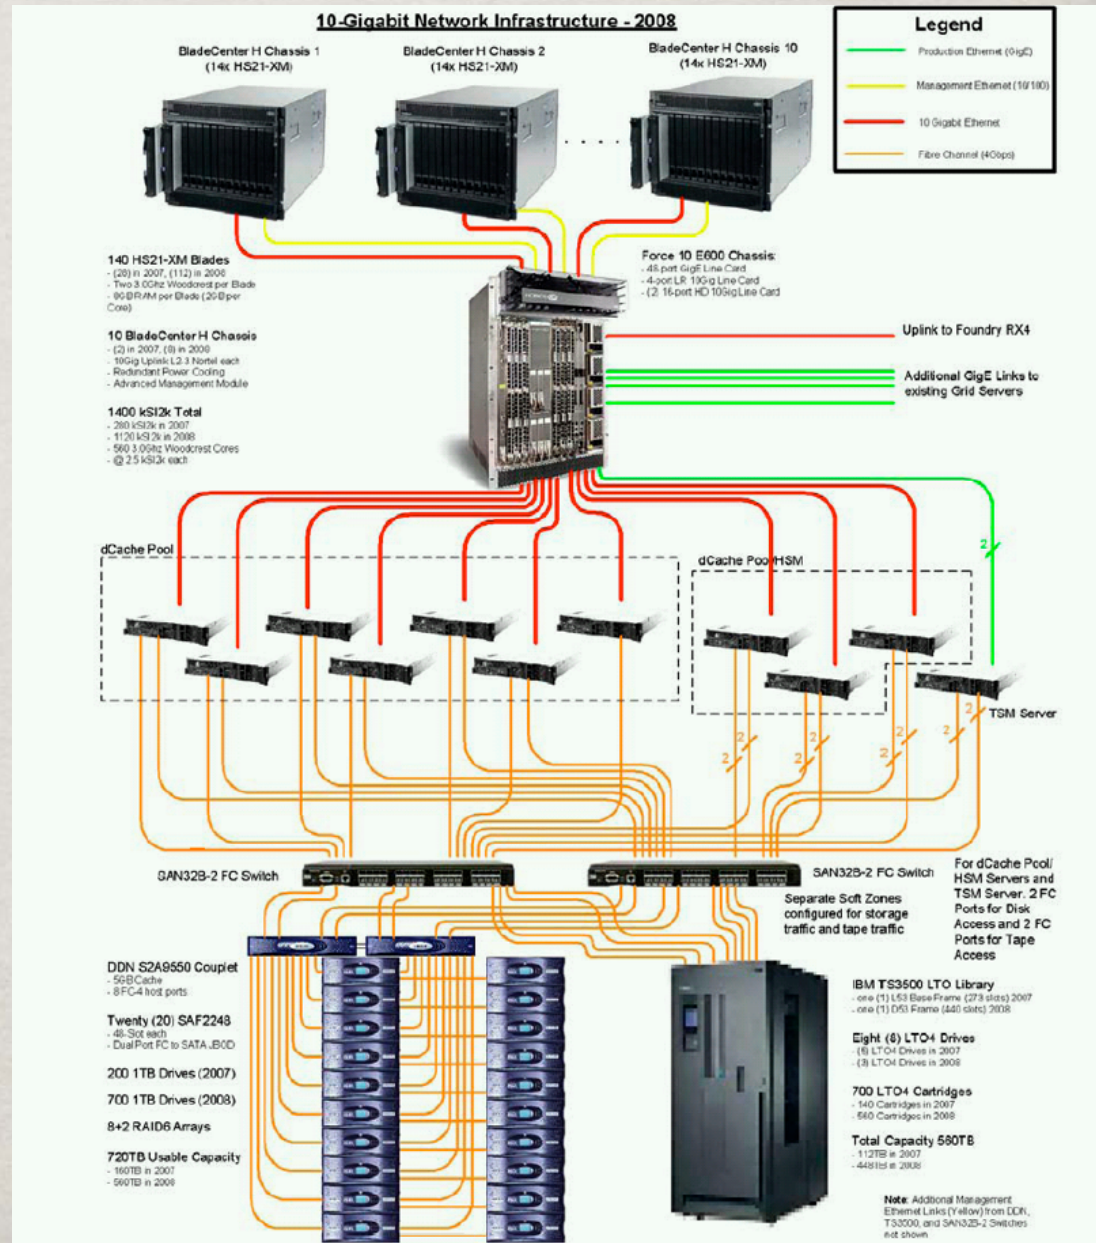 10-Gigabit Network Infrastructure - 2008
Legend
Production Ethernet (GigE)
Management Ethernet (10/100)
10 Gigabit Ethernet
Fibre Channel (4Gbps)
BladeCenter H Chassis 1
(14x HS21-XM)
BladeCenter H Chassis 2
(14x HS21-XM)
BladeCenter H Chassis 10
(14x HS21-XM)
. . . .
140 HS21-XM Blades
- (28) in 2007, (112) in 2008
- Two 3.0Ghz Woodcrest per Blade
- 8GB RAM per Blade (2GB per
Core)
10 BladeCenter H Chassis
- (2) in 2007, (8) in 2008
- 10Gig Uplink L2-3 Nortel each
- Redundant Power Cooling
- Advanced Management Module
1400 kSI2k Total
- 280 kSI2k in 2007
- 1120 kSI2k in 2008
- 560 3.0Ghz Woodcrest Cores
- @ 2.5 kSI2k each
Force 10 E600 Chassis:
- 48-port GigE Line Card
- 4-port LR 10Gig Line Card
- (2) 16-port HD 10Gig Line Card
Uplink to Foundry RX4
Additional GigE Links to
existing Grid Servers
dCache Pool
dCache Pool/HSM
2
TSM Server
2
2
2
2
2
2
2
2
SAN32B-2 FC Switch
SAN32B-2 FC Switch
Separate Soft Zones
configured for storage
traffic and tape traffic
For dCache Pool/
HSM Servers and
TSM Server, 2 FC
Ports for Disk
Access and 2 FC
Ports for Tape
Access
DDN S2A9550 Couplet
- 5GB Cache
- 8 FC-4 host ports
Twenty (20) SAF2248
- 48-Slot each
- Dual Port FC to SATA JBOD
200 1TB Drives (2007)
700 1TB Drives (2008)
8+2 RAID6 Arrays
720TB Usable Capacity
- 160TB in 2007
- 560TB in 2008
IBM TS3500 LTO Library
- one (1) L53 Base Frame (273 slots) 2007
- one (1) D53 Frame (440 slots) 2008
Eight (8) LTO4 Drives
- (5) LTO4 Drives in 2007
- (3) LTO4 Drives in 2008
700 LTO4 Cartridges
- 140 Cartridges in 2007
- 560 Cartridges in 2008
Total Capacity 560TB
- 112TB in 2007
- 448TB in 2008
Note: Additional Management
Ethernet Links (Yellow) from DDN,
TS3500, and SAN32B-2 Switches
not shown